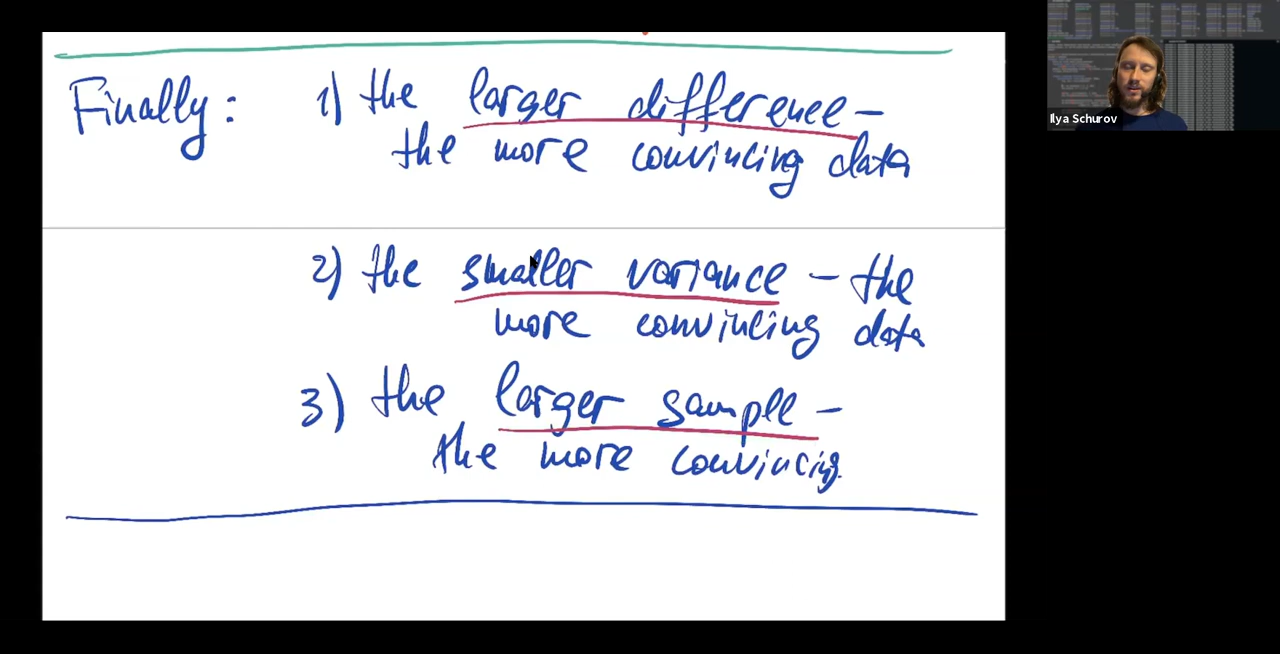 Finally: 1) the larger difference –
the more convincing data
2) the smaller variance – the
more convincing data
3) the larger sample –
the more convincing.
Ilya Schurov